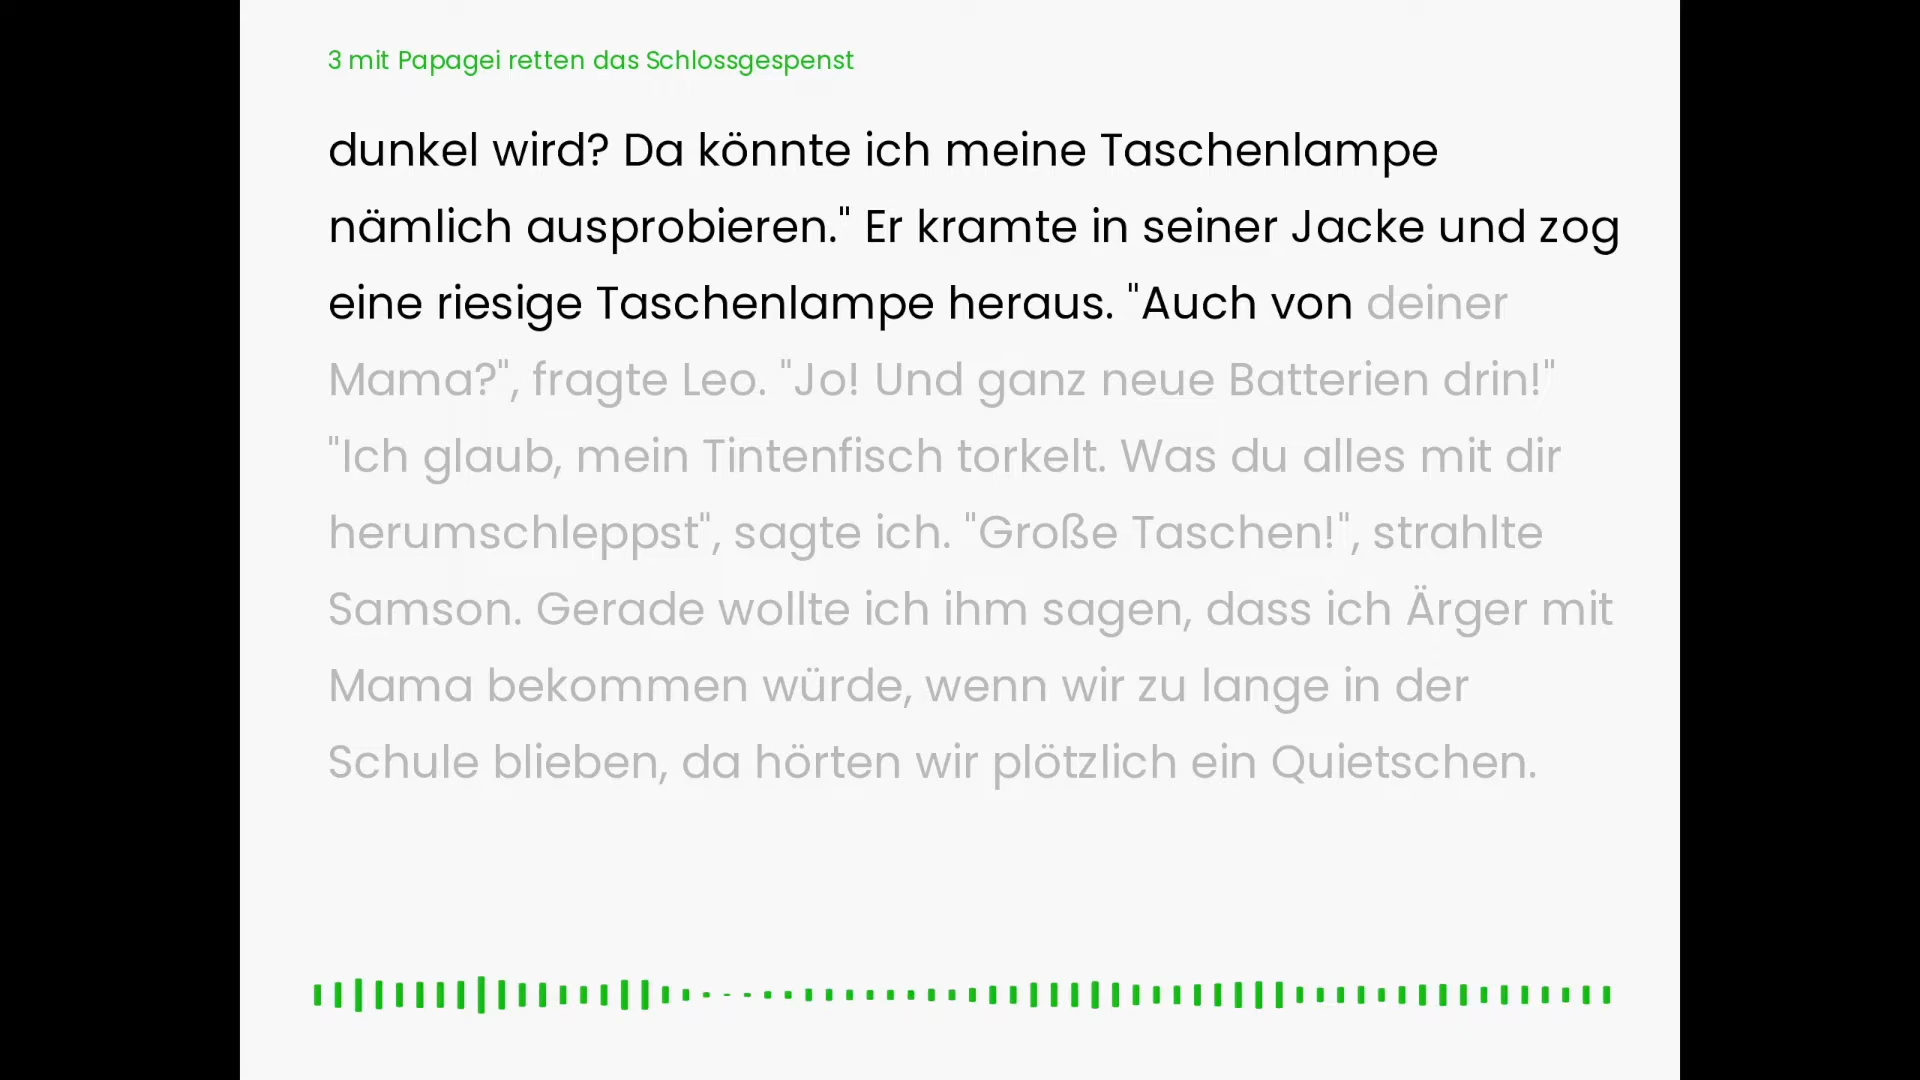 3 mit Papagei retten das Schlossgespenst
dunkel wird? Da könnte ich meine Taschenlampe
nämlich ausprobieren." Er kramte in seiner Jacke und zog
eine riesige Taschenlampe heraus. "Auch von deiner
Mama?", fragte Leo. "Jo! Und ganz neue Batterien drin!"
"Ich glaub, mein Tintenfisch torkelt. Was du alles mit dir
herumschleppst", sagte ich. "Große Taschen!", strahlte
Samson. Gerade wollte ich ihm sagen, dass ich Ärger mit
Mama bekommen würde, wenn wir zu lange in der
Schule blieben, da hörten wir plötzlich ein Quietschen.